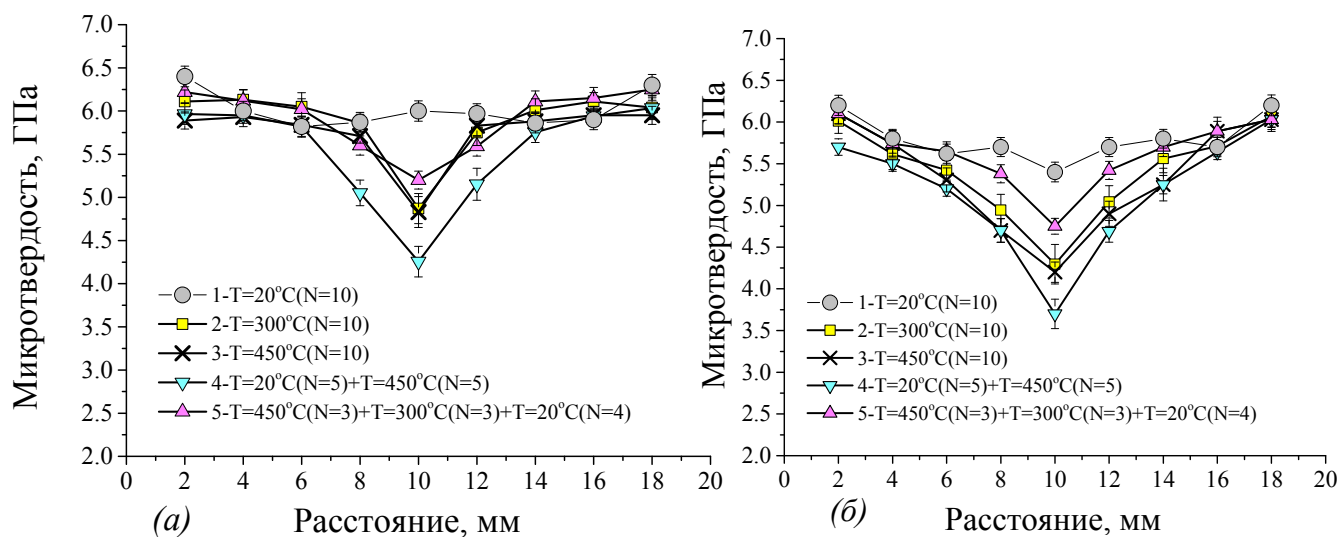 Микротвердость, ГПа
7.0
6.5
6.0
5.5
5.0
4.5
4.0
3.5
3.0
2.5
2.0
1-T=20°C(N=10)
2-T=300°C(N=10)
3-T=450°C(N=10)
4-T=20°C(N=5)+T=450°C(N=5)
5-T=450°C(N=3)+T=300°C(N=3)+T=20°C(N=4)
0 2 4 6 8 10 12 14 16 18 20
(а) Расстояние, мм
Микротвердость, ГПа
7.0
6.5
6.0
5.5
5.0
4.5
4.0
3.5
3.0
2.5
2.0
1-T=20°C(N=10)
2-T=300°C(N=10)
3-T=450°C(N=10)
4-T=20°C(N=5)+T=450°C(N=5)
5-T=450°C(N=3)+T=300°C(N=3)+T=20°C(N=4)
0 2 4 6 8 10 12 14 16 18 20
(б) Расстояние, мм